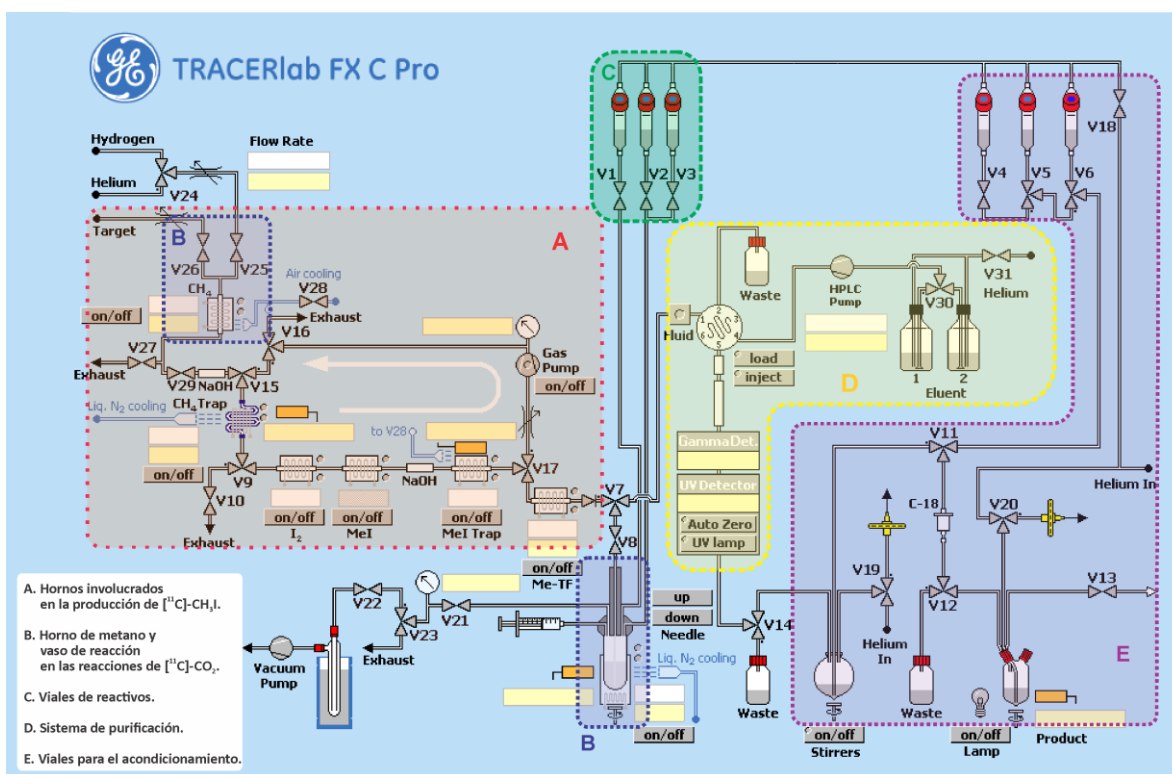 GE
TRACERlab FX C Pro
C
Hydrogen
Flow Rate
Helium
V24
V18
V1
V2
V3
V4
V5
V6
Target
A
B
V26
V25
CH₄
Air cooling
V28
on/off
Exhaust
V16
V27
Exhaust
V29
NaOH
V15
Gas
Pump
on/off
Liq. N₂ cooling
CH₄ Trap
to V28
on/off
V9
V10
NaOH
V17
on/off
I₂
on/off
MeI
on/off
MeI Trap
Exhaust
on/off
Me-TF
V7
V8
Waste
HPLC
Pump
V31
V30
Helium
Fluid
1
2
3
4
5
6
load
inject
D
1
2
Eluent
GammaDet.
UV Detector
Auto Zero
UV lamp
V11
Helium In
C-18
V20
V19
V12
V13
Helium
In
E
V22
V23
V21
Exhaust
Vacuum
Pump
up
down
Needle
Liq. N₂ cooling
B
on/off
V14
Waste
on/off
Stirrers
Waste
on/off
Lamp
Product
A. Hornos involucrados
en la producción de [¹¹C]-CH₃I.
B. Horno de metano y
vaso de reacción
en las reacciones de [¹¹C]-CO₂.
C. Viales de reactivos.
D. Sistema de purificación.
E. Viales para el acondicionamiento.